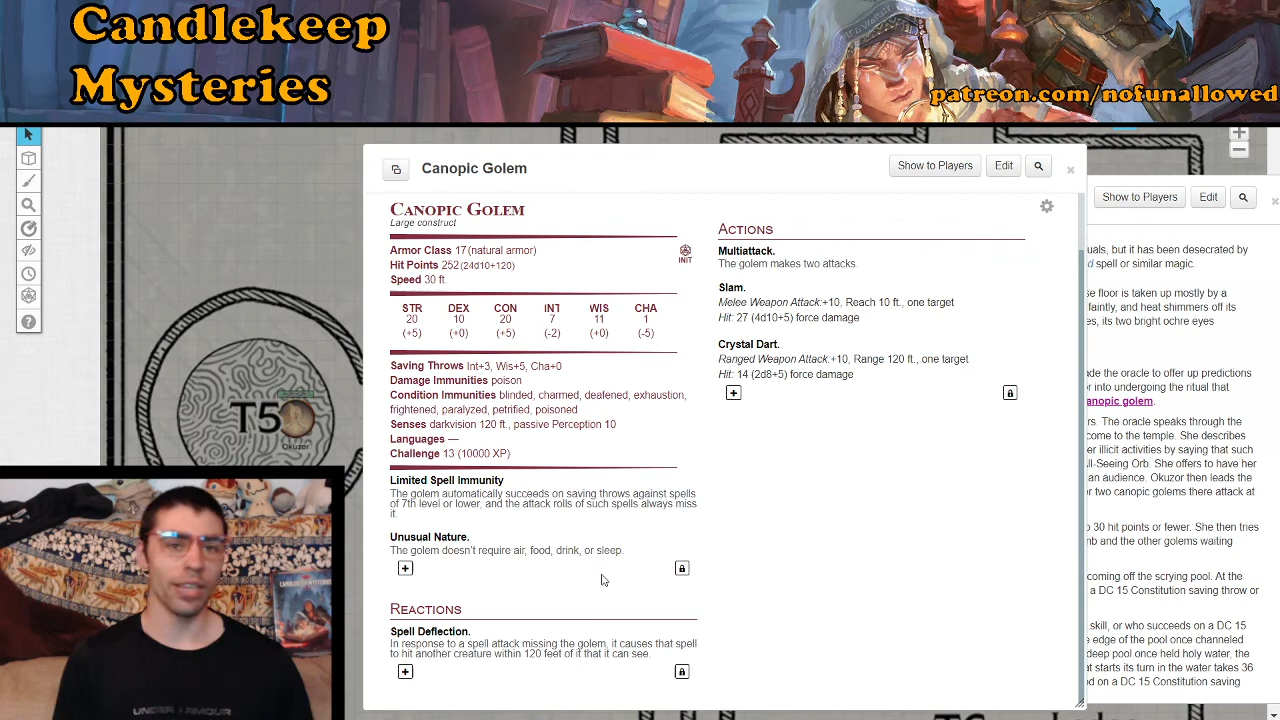 Candlekeep
Mysteries
patreon.com/nofunallowed
Canopic Golem
Show to Players
Edit
CANOPIC GOLEM
Large construct
Armor Class 17 (natural armor)
Hit Points 252 (24d10+120)
Speed 30 ft.
INIT
STR DEX CON INT WIS CHA
20 10 20 7 11 1
(+5) (+0) (+5) (-2) (+0) (-5)
Saving Throws Int+3, Wis+5, Cha+0
Damage Immunities poison
Condition Immunities blinded, charmed, deafened, exhaustion,
frightened, paralyzed, petrified, poisoned
Senses darkvision 120 ft., passive Perception 10
Languages —
Challenge 13 (10000 XP)
Limited Spell Immunity
The golem automatically succeeds on saving throws against spells
of 7th level or lower, and the attack rolls of such spells always miss
it.
Unusual Nature.
The golem doesn't require air, food, drink, or sleep.
REACTIONS
Spell Deflection.
In response to a spell attack missing the golem, it causes that spell
to hit another creature within 120 feet of it that it can see.
ACTIONS
Multiattack.
The golem makes two attacks.
Slam.
Melee Weapon Attack:+10, Reach 10 ft., one target
Hit: 27 (4d10+5) force damage
Crystal Dart.
Ranged Weapon Attack:+10, Range 120 ft., one target
Hit: 14 (2d8+5) force damage
Show to Players
Edit
uals, but it has been desecrated by
spell or similar magic.
se floor is taken up mostly by a
faintly, and heat shimmers off its
es, its two bright ochre eyes
de the oracle to offer up predictions
or into undergoing the ritual that
anopic golem.
rs. The oracle speaks through the
come to the temple. She describes
er illicit activities by saying that such
ll-Seeing Orb. She offers to have her
an audience. Okuzor then leads the
or two canopic golems there attack at
o 30 hit points or fewer. She then tries
nb and the other golems waiting
coming off the scrying pool. At the
a DC 15 Constitution saving throw or
skill, or who succeeds on a DC 15
e edge of the pool once channeled
deep pool once held holy water, the
at starts its turn in the water takes 36
d on a DC 15 Constitution saving
T5
Okuzor
CANDLEKEEP MYSTERIES
UNDER ARMOUR